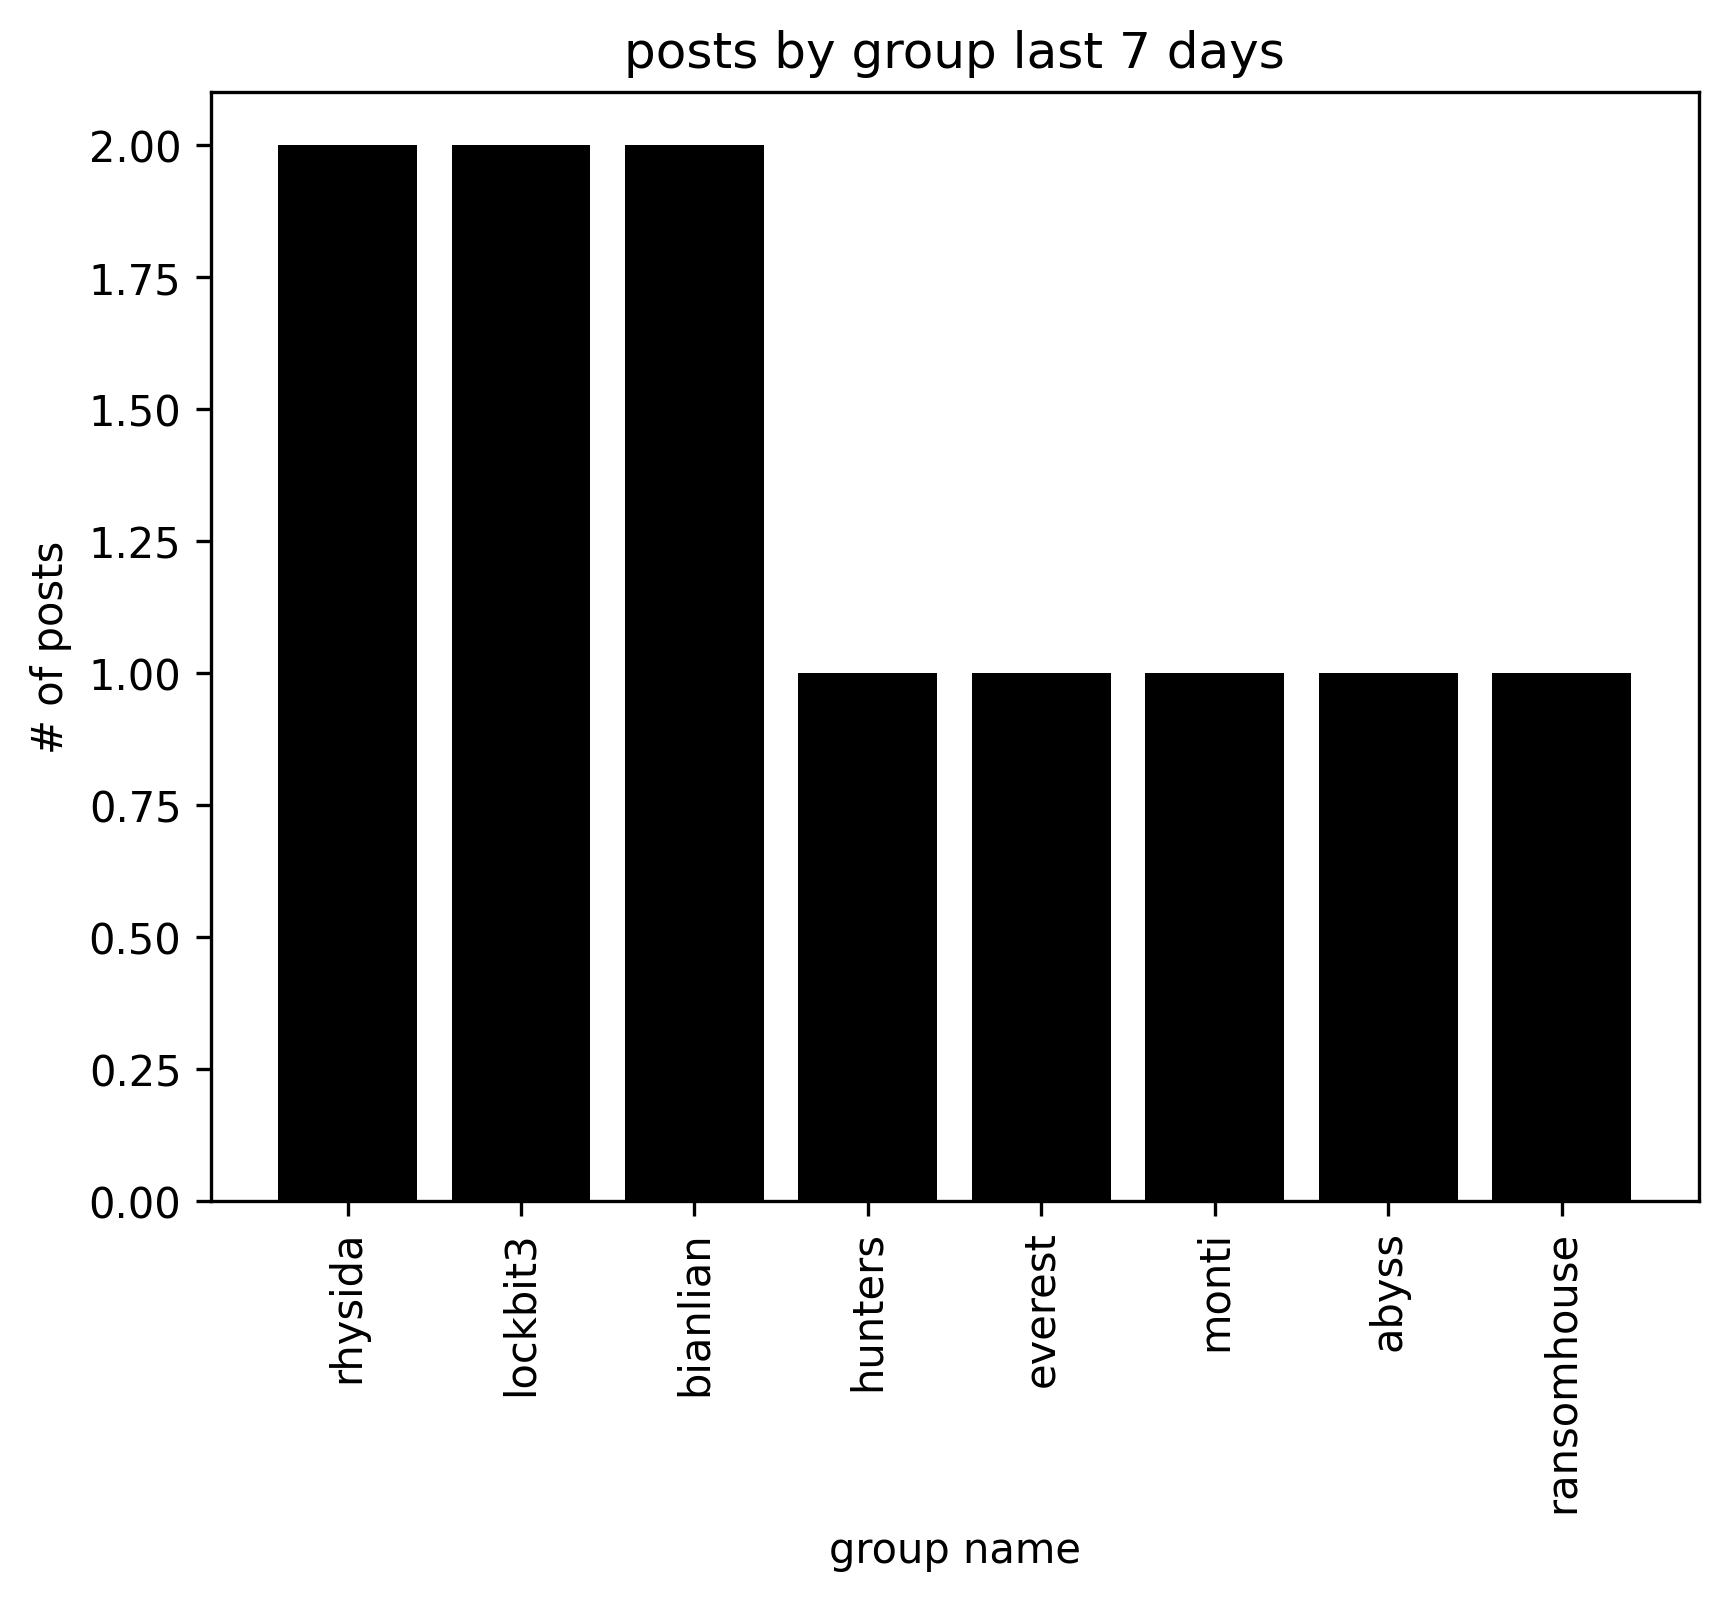 posts by group last 7 days
# of posts
2.00
1.75
1.50
1.25
1.00
0.75
0.50
0.25
0.00
rhysida
lockbit3
bianlian
hunters
everest
monti
abyss
ransomhouse
group name